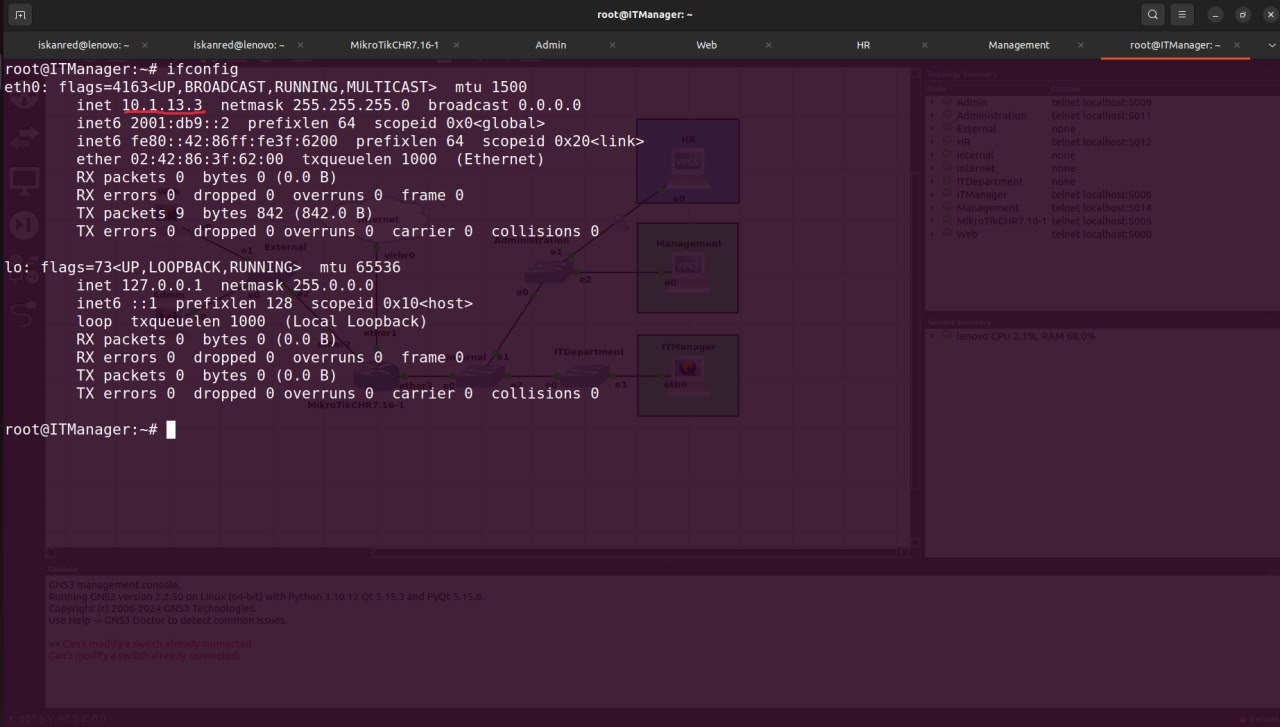 root@ITManager: ~
iskanred@lenovo: ~ × iskanred@lenovo: ~ × MikroTikCHR7.16-1 × Admin × Web × HR × Management × root@ITManager: ~ ×
root@ITManager:~# ifconfig
eth0: flags=4163<UP,BROADCAST,RUNNING,MULTICAST>  mtu 1500
inet 10.1.13.3  netmask 255.255.255.0  broadcast 0.0.0.0
inet6 2001:db9::2  prefixlen 64  scopeid 0x0<global>
inet6 fe80::42:86ff:fe3f:6200  prefixlen 64  scopeid 0x20<link>
ether 02:42:86:3f:62:00  txqueuelen 1000  (Ethernet)
RX packets 0  bytes 0 (0.0 B)
RX errors 0  dropped 0  overruns 0  frame 0
TX packets 9  bytes 842 (842.0 B)
TX errors 0  dropped 0 overruns 0  carrier 0  collisions 0
lo: flags=73<UP,LOOPBACK,RUNNING>  mtu 65536
inet 127.0.0.1  netmask 255.0.0.0
inet6 ::1  prefixlen 128  scopeid 0x10<host>
loop  txqueuelen 1000  (Local Loopback)
RX packets 0  bytes 0 (0.0 B)
RX errors 0  dropped 0  overruns 0  frame 0
TX packets 0  bytes 0 (0.0 B)
TX errors 0  dropped 0 overruns 0  carrier 0  collisions 0
root@ITManager:~#
HR
VPCS
e0
Management
VPCS
e0
ITManager
eth0
Administration
e1
e2
e0
External
e1
virbr0
ether1
ITDepartment
e1
e0
e2
e1
e0
ether3
MikroTikCHR7.16-1
Topology Summary
Console
Admin telnet localhost:5009
Administration telnet localhost:5011
External none
HR telnet localhost:5012
Internal none
Internet none
ITDepartment none
ITManager telnet localhost:5006
Management telnet localhost:5014
MikroTikCHR7.16-1 telnet localhost:5005
Web telnet localhost:5000
Servers Summary
lenovo CPU 2.1%, RAM 68.0%
Console
GNS3 management console.
Running GNS3 version 2.2.50 on Linux (64-bit) with Python 3.10.12 Qt 5.15.3 and PyQt 5.15.6.
Copyright (c) 2006-2024 GNS3 Technologies.
Use Help -> GNS3 Doctor to detect common issues.
=> Can't modify a switch already connected.
Can't modify a switch already connected.